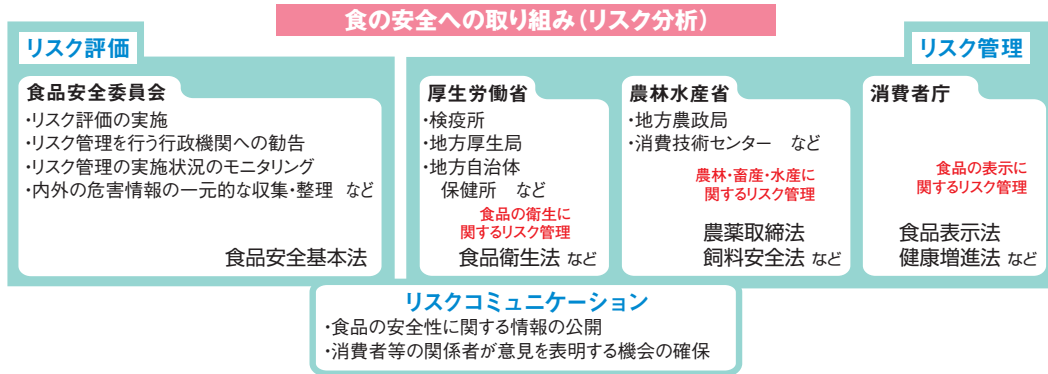 食の安全への取り組み（リスク分析）
リスク評価
食品安全委員会
・リスク評価の実施
・リスク管理を行う行政機関への勧告
・リスク管理の実施状況のモニタリング
・内外の危害情報の一元的な収集・整理 など
食品安全基本法
リスク管理
厚生労働省
・検疫所
・地方厚生局
・地方自治体
保健所 など
食品の衛生に
関するリスク管理
食品衛生法 など
農林水産省
・地方農政局
・消費技術センター など
農林・畜産・水産に
関するリスク管理
農薬取締法
飼料安全法 など
消費者庁
食品の表示に
関するリスク管理
食品表示法
健康増進法 など
リスクコミュニケーション
・食品の安全性に関する情報の公開
・消費者等の関係者が意見を表明する機会の確保